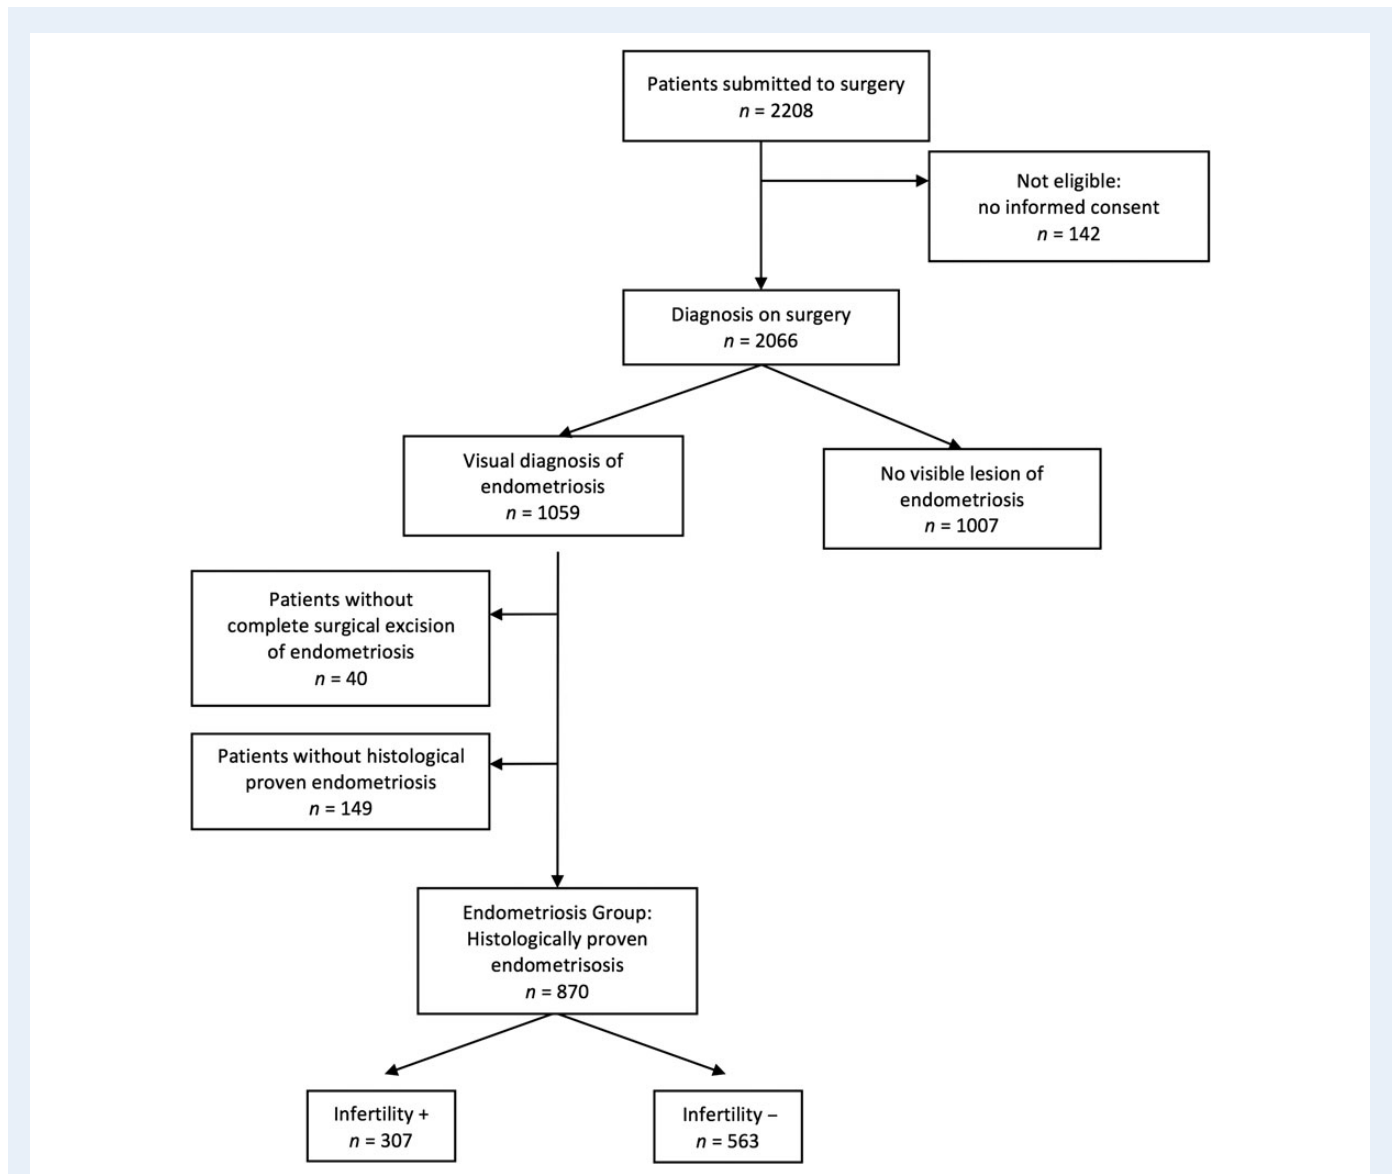 Patients submitted to surgery
n = 2208
Not eligible:
no informed consent
n = 142
Diagnosis on surgery
n = 2066
Visual diagnosis of
endometriosis
n = 1059
No visible lesion of
endometriosis
n = 1007
Patients without
complete surgical excision
of endometriosis
n = 40
Patients without histological
proven endometriosis
n = 149
Endometriosis Group:
Histologically proven
endometrisosis
n = 870
Infertility +
n = 307
Infertility –
n = 563